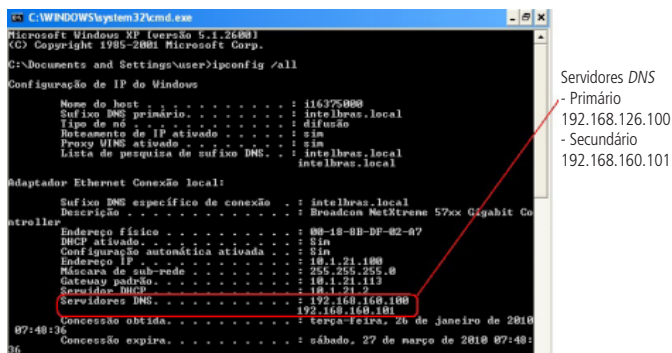 C:\WINDOWS\system32\cmd.exe
Microsoft Windows XP [versão 5.1.2600]
(C) Copyright 1985-2001 Microsoft Corp.
C:\Documents and Settings\user>ipconfig /all
Configuração de IP do Windows
Nome do host . . . . . . . . . . . : i16375000
Sufixo DNS primário. . . . . . . . : intelbras.local
Tipo de nó . . . . . . . . . . . . : difusão
Roteamento de IP ativado . . . . . : sim
Proxy WINS ativado . . . . . . . . : sim
Lista de pesquisa de sufixo DNS. . : intelbras.local
intelbras.local
Adaptador Ethernet Conexão local:
Sufixo DNS específico de conexão . : intelbras.local
Descrição . . . . . . . . . . . . : Broadcom NetXtreme 57xx Gigabit Co
ntroller
Endereço físico . . . . . . . . . : 00-18-8B-DF-02-A7
DHCP ativado. . . . . . . . . . . : Sim
Configuração automática ativada . . : Sim
Endereço IP . . . . . . . . . . . : 10.1.21.100
Máscara de sub-rede . . . . . . . : 255.255.255.0
Gateway padrão. . . . . . . . . . : 10.1.21.113
Servidor DHCP . . . . . . . . . . : 10.1.21.2
Servidores DNS. . . . . . . . . . : 192.168.160.100
192.168.160.101
Concessão obtida. . . . . . . . . : terça-feira, 26 de janeiro de 2010
07:48:36
Concessão expira. . . . . . . . . : sábado, 27 de março de 2010 07:48:
36
Servidores DNS
- Primário
192.168.126.100
- Secundário
192.168.160.101